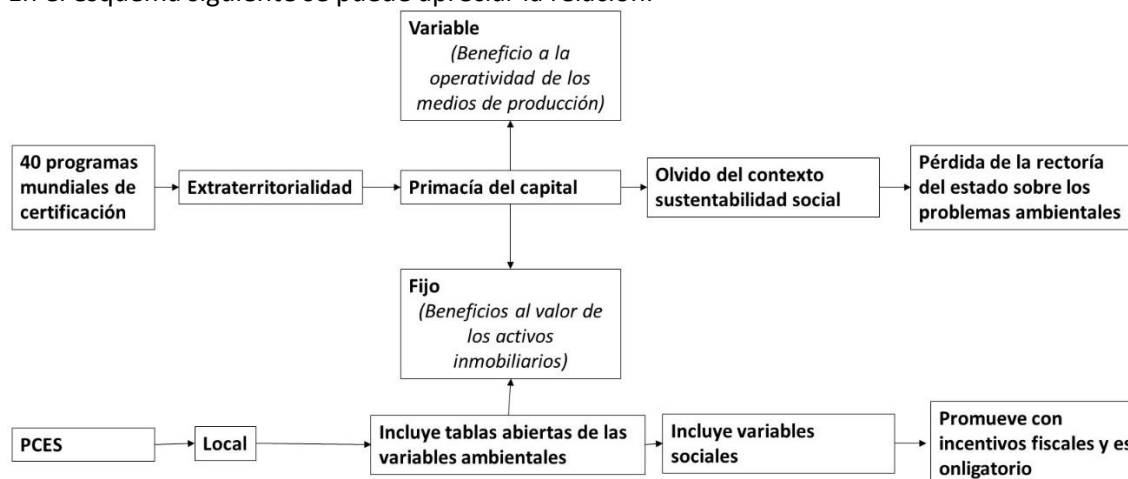 En el esquema siguiente se puede apreciar la relación:
Variable
(Beneficio a la
operatividad de los
medios de producción)
40 programas
mundiales de
certificación
Extraterritorialidad
Primacía del capital
Olvido del contexto
sustentabilidad social
Pérdida de la rectoría
del estado sobre los
problemas ambientales
Fijo
(Beneficios al valor de
los activos
inmobiliarios)
PCES
Local
Incluye tablas abiertas de las
variables ambientales
Incluye variables
sociales
Promueve con
incentivos fiscales y es
onligatorio